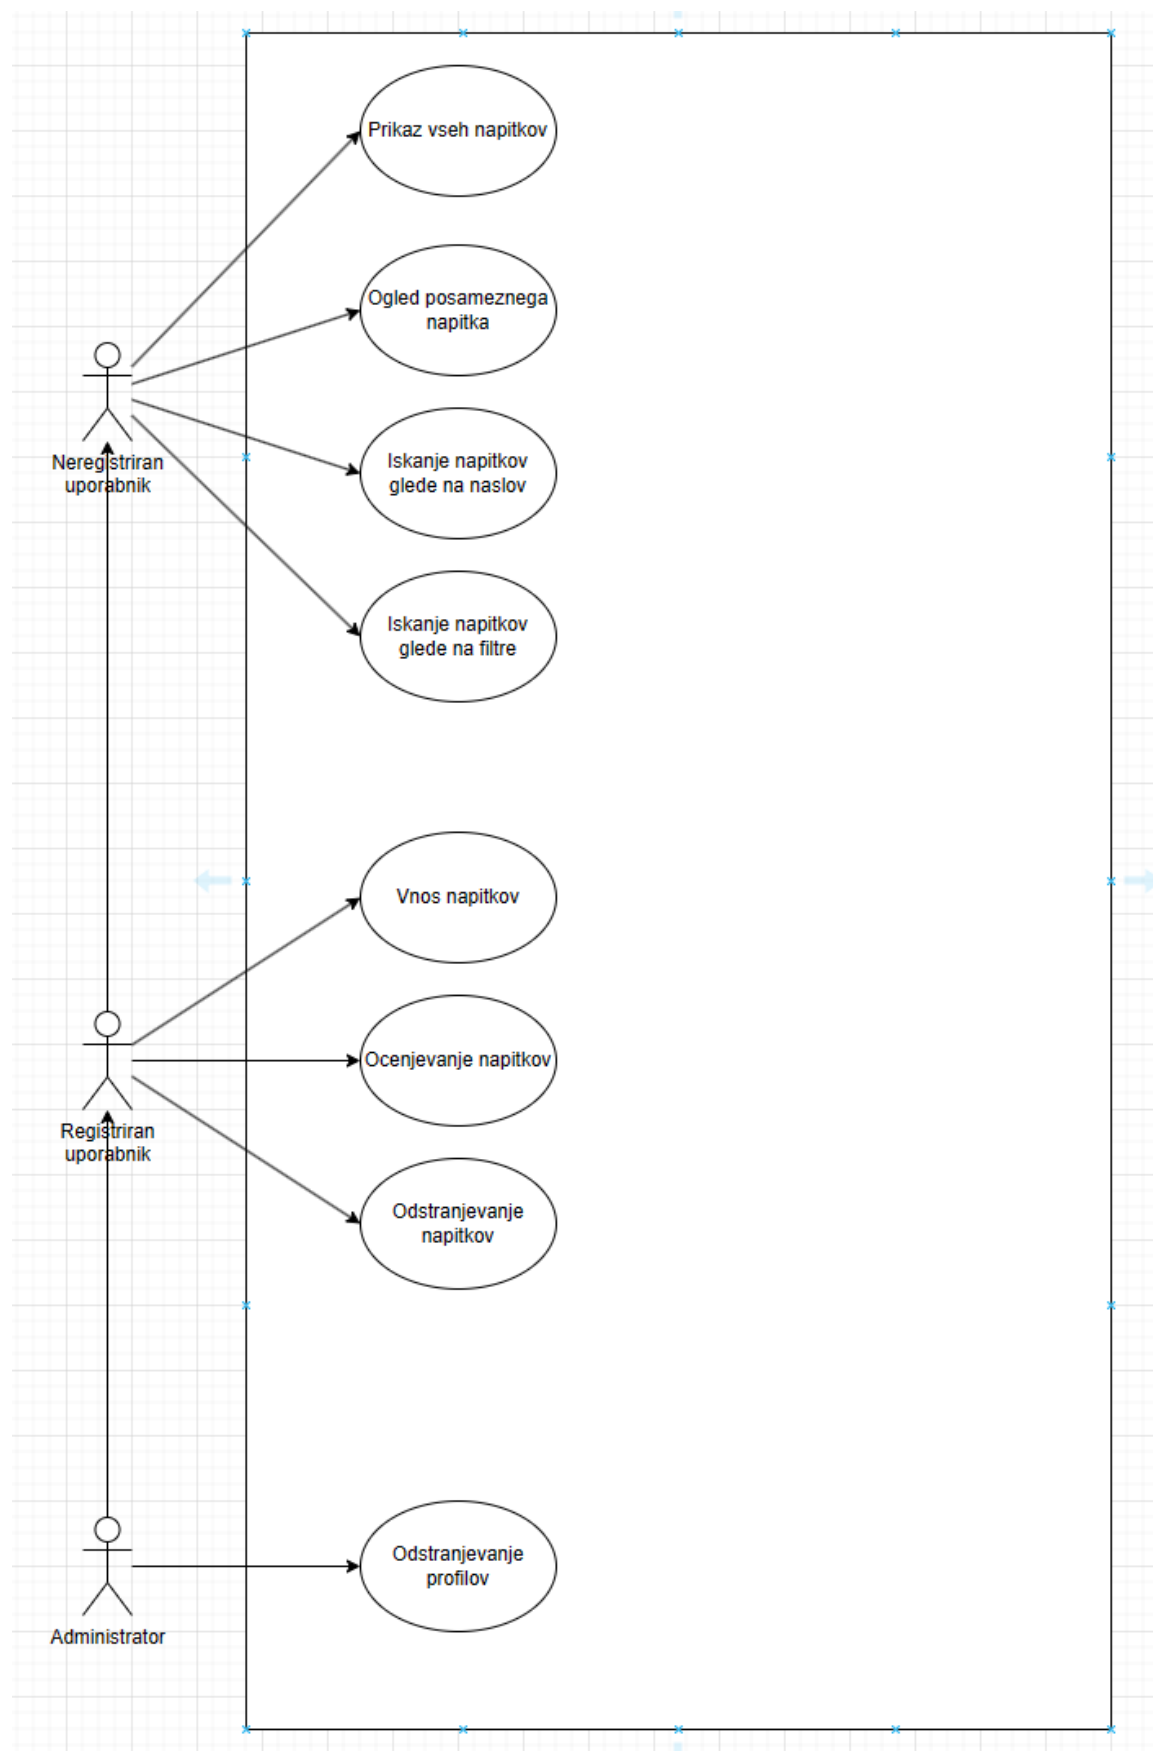 Prikaz vseh napitkov
Ogled posameznega
napitka
Neregistriran
uporabnik
Iskanje napitkov
glede na naslov
Iskanje napitkov
glede na filtre
Vnos napitkov
Ocenjevanje napitkov
Registriran
uporabnik
Odstranjevanje
napitkov
Odstranjevanje
profilov
Administrator